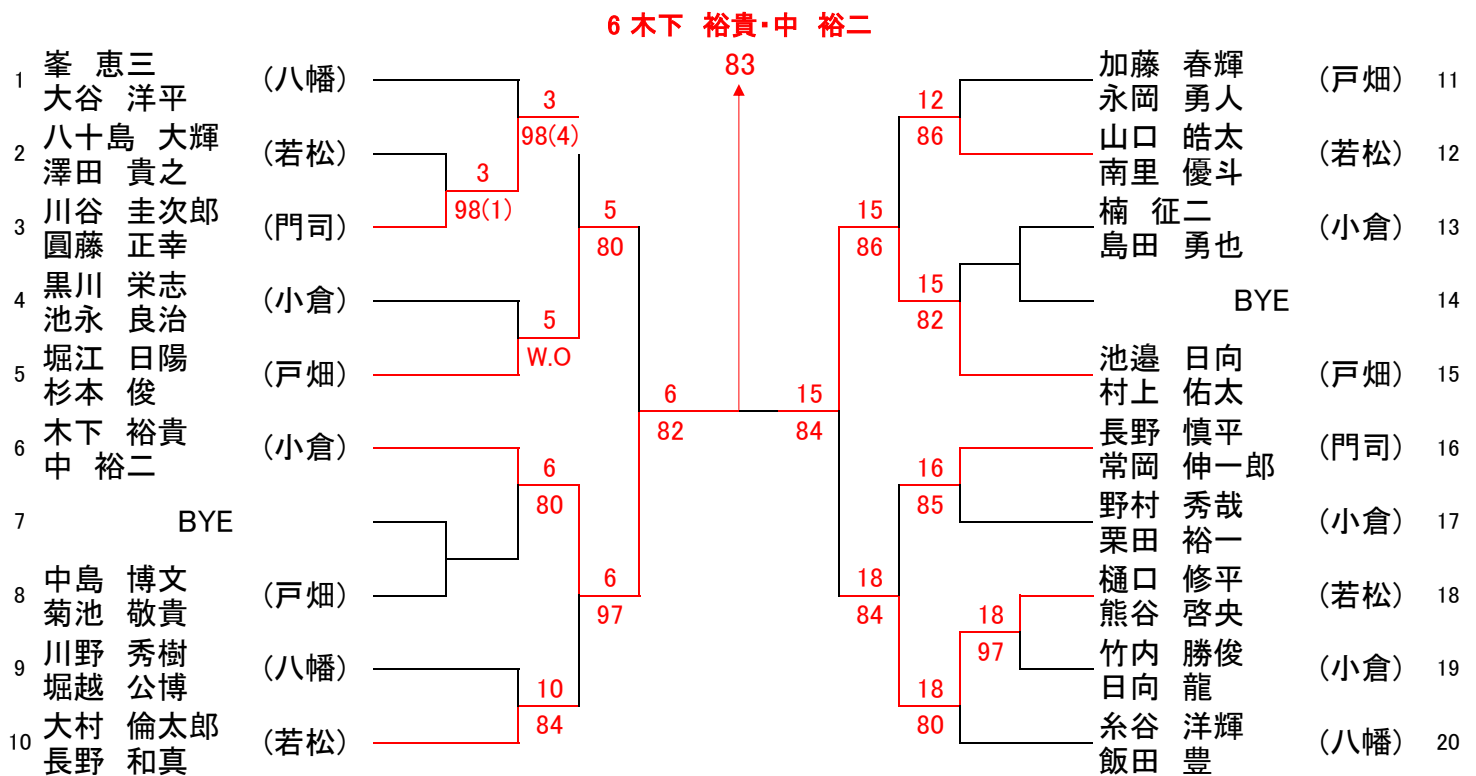 6 木下 裕貴・中 裕二
83
1 峯 恵三 (八幡)
大谷 洋平
3
98(4)
2 八十島 大輝 (若松)
澤田 貴之
3
98(1)
3 川谷 圭次郎 (門司)
圓藤 正幸
5
80
4 黒川 栄志 (小倉)
池永 良治
5
W.O
5 堀江 日陽 (戸畑)
杉本 俊
6
82
6 木下 裕貴 (小倉)
中 裕二
6
80
7 BYE
8 中島 博文 (戸畑)
菊池 敬貴
6
97
9 川野 秀樹 (八幡)
堀越 公博
10
84
10 大村 倫太郎 (若松)
長野 和真
加藤 春輝 (戸畑) 11
永岡 勇人
12
86
山口 皓太 (若松) 12
南里 優斗
15
86
楠 征二 (小倉) 13
島田 勇也
15
82
BYE 14
池邉 日向 (戸畑) 15
村上 佑太
15
84
長野 慎平 (門司) 16
常岡 伸一郎
16
85
野村 秀哉 (小倉) 17
栗田 裕一
18
84
樋口 修平 (若松) 18
熊谷 啓央
18
97
竹内 勝俊 (小倉) 19
日向 龍
18
80
糸谷 洋輝 (八幡) 20
飯田 豊